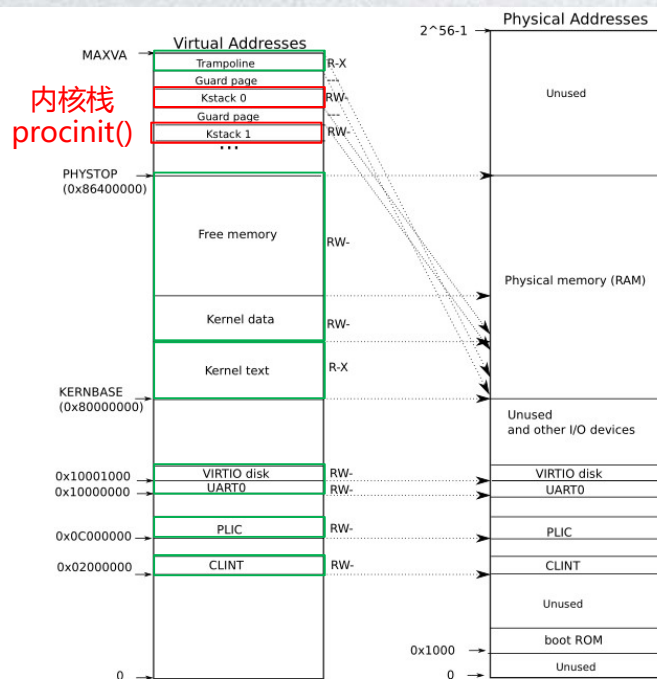 Virtual Addresses
MAXVA
Trampoline
R-X
Guard page
---
Kstack 0
RW-
Guard page
---
Kstack 1
RW-
...
内核栈
procinit()
PHYSTOP
(0x86400000)
Free memory
RW-
Kernel data
RW-
Kernel text
R-X
KERNBASE
(0x80000000)
0x10001000
VIRTIO disk
RW-
0x10000000
UART0
RW-
PLIC
RW-
0x0C000000
CLINT
RW-
0x02000000
0
Physical Addresses
2^56-1
Unused
Physical memory (RAM)
Unused
and other I/O devices
VIRTIO disk
UART0
PLIC
CLINT
Unused
boot ROM
0x1000
Unused
0